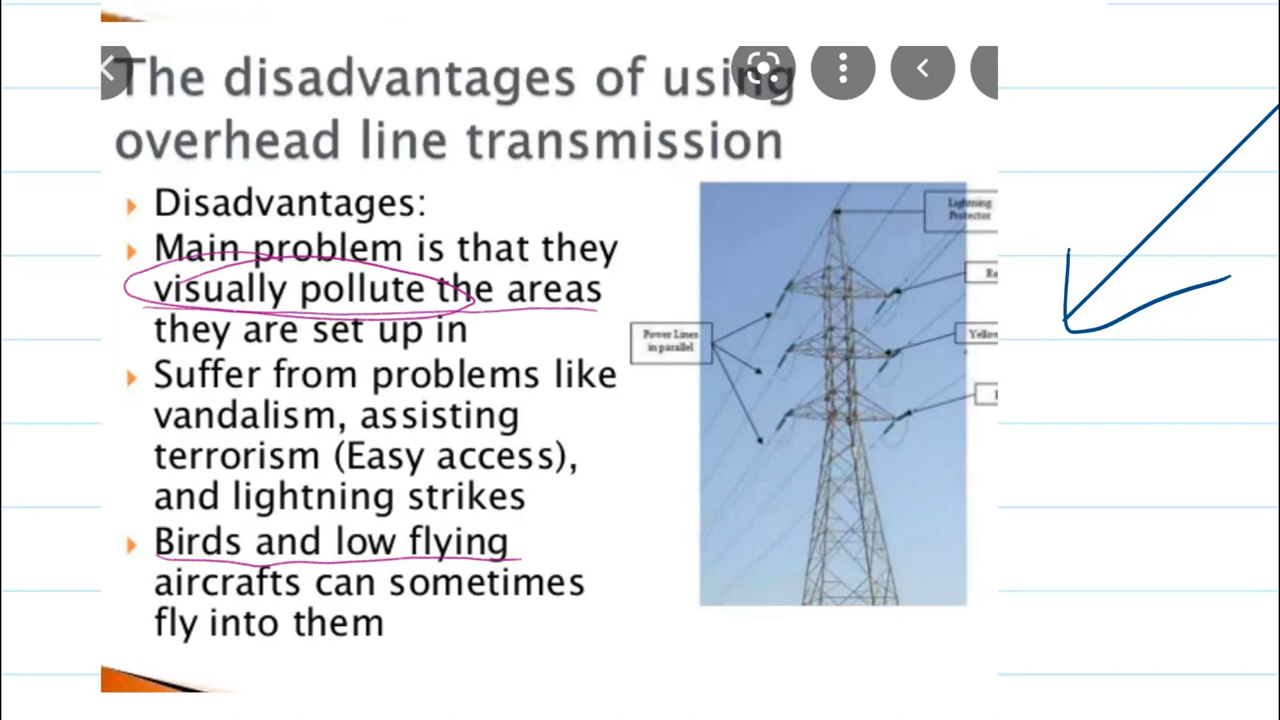 The disadvantages of using
overhead line transmission
Disadvantages:
Main problem is that they
visually pollute the areas
they are set up in
Suffer from problems like
vandalism, assisting
terrorism (Easy access),
and lightning strikes
Birds and low flying
aircrafts can sometimes
fly into them
Lightning
Protector
Power Lines
in parallel